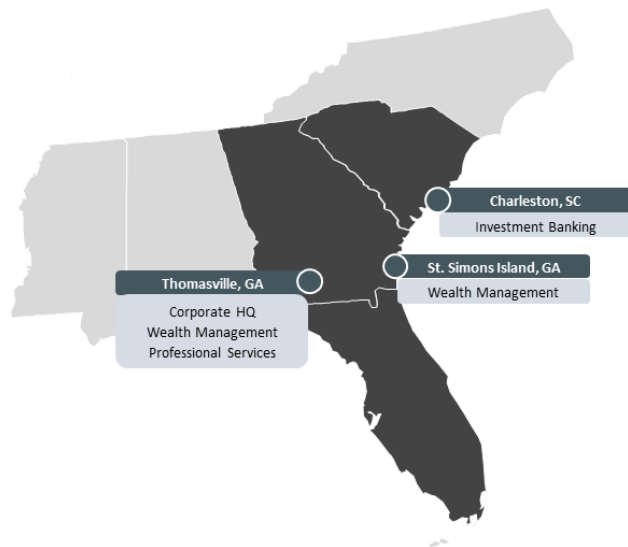 Charleston, SC
Investment Banking
St. Simons Island, GA
Wealth Management
Thomasville, GA
Corporate HQ
Wealth Management
Professional Services